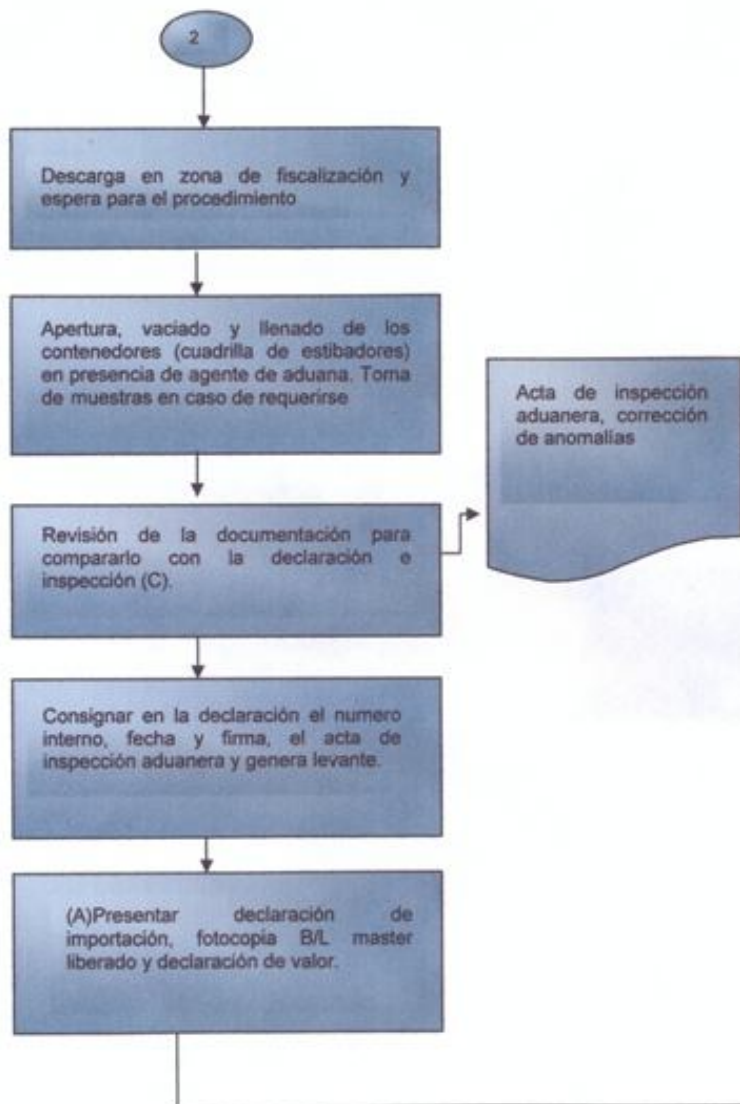 2
Descarga en zona de fiscalización y
espera para el procedimiento
Apertura, vaciado y llenado de los
contenedores (cuadrilla de estibadores)
en presencia de agente de aduana. Toma
de muestras en caso de requerirse
Acta de inspección
aduanera, corrección
de anomalías
Revisión de la documentación para
compararlo con la declaración e
inspección (C).
Consignar en la declaración el numero
interno, fecha y firma, el acta de
inspección aduanera y genera levante.
(A)Presentar declaración de
importación, fotocopia B/L master
liberado y declaración de valor.